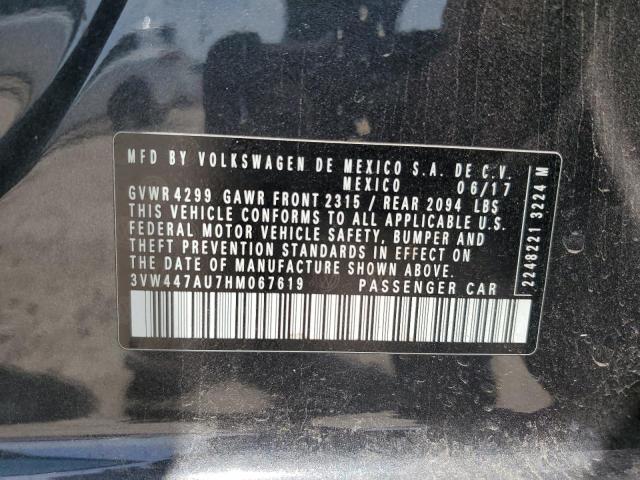 MFD BY VOLKSWAGEN DE MEXICO S.A. DE C.V.
MEXICO 06/17
GVWR 4299 GAWR FRONT 2315 / REAR 2094 LBS
THIS VEHICLE CONFORMS TO ALL APPLICABLE U.S.
FEDERAL MOTOR VEHICLE SAFETY, BUMPER AND
THEFT PREVENTION STANDARDS IN EFFECT ON
THE DATE OF MANUFACTURE SHOWN ABOVE.
3VW447AU7HM067619 PASSENGER CAR
2248221 3224 M